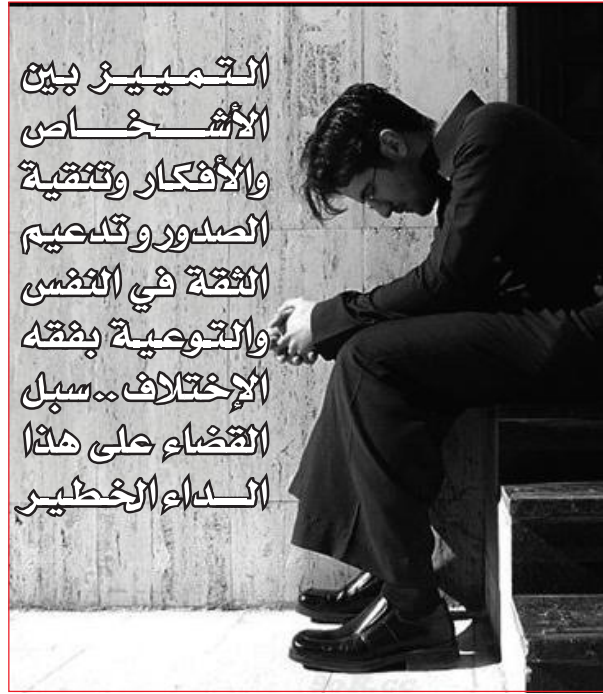 التمييز بين
الأشخاص
والأفكار وتنقية
الصدور وتدعيم
الثقة في النفس
والتوعية بفقه
الإختلاف .. سبل
القضاء على هذا
الداء الخطير